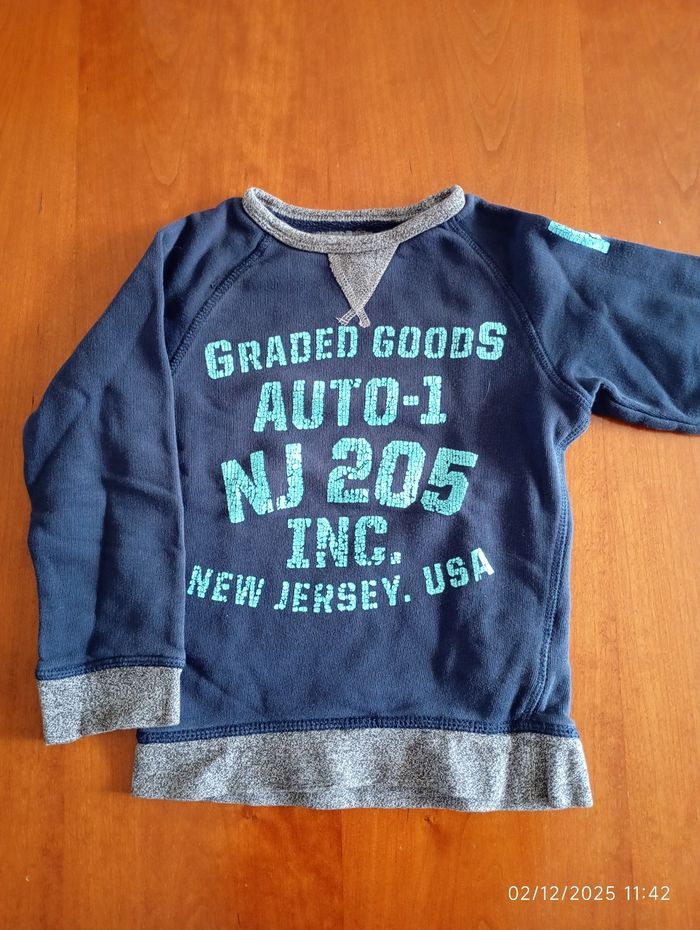 GRADED GOODS
AUTO-1
NJ 205
INC.
NEW JERSEY. USA
02/12/2025 11:42